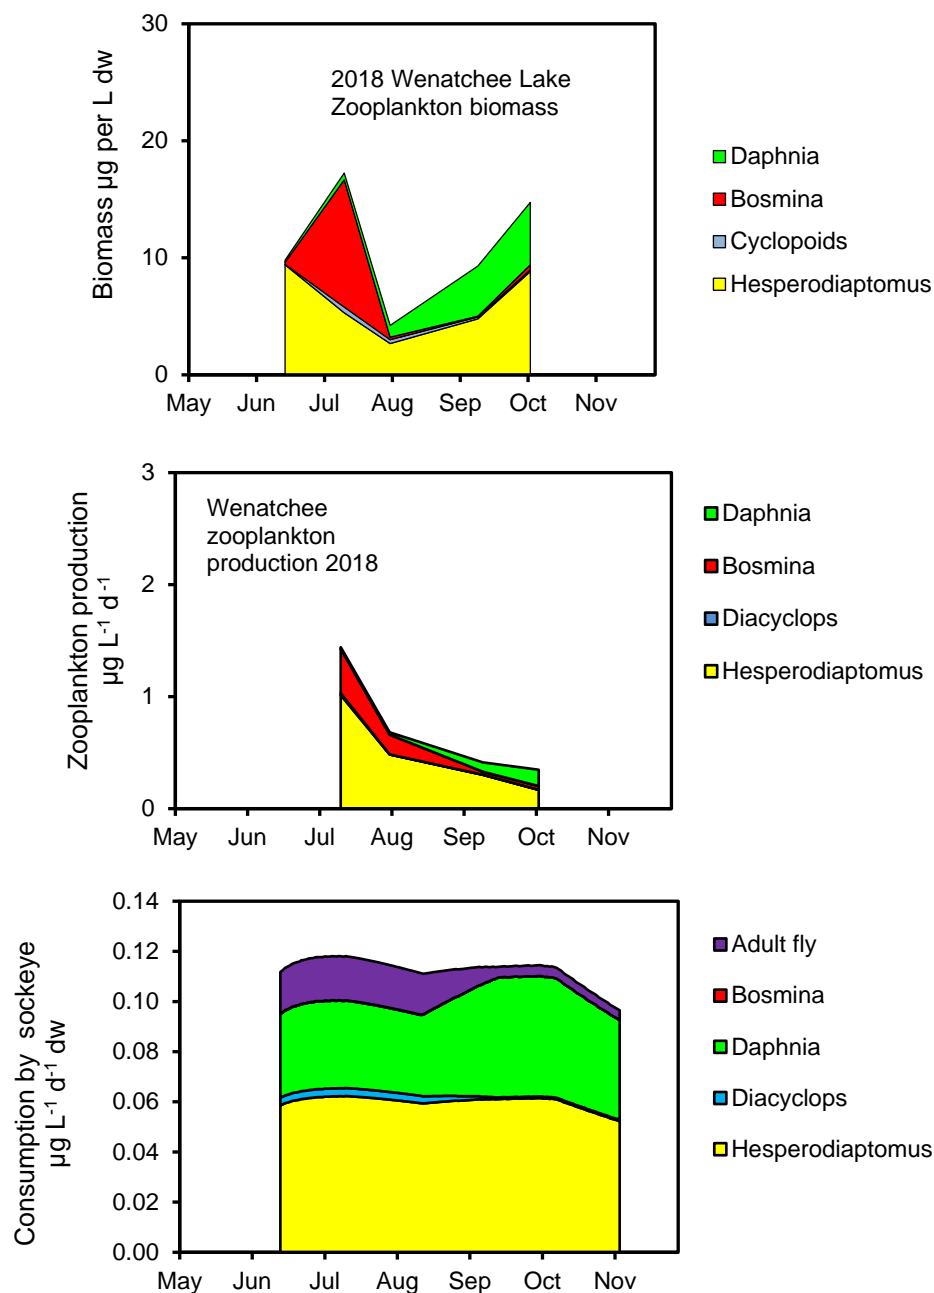 30
20
10
0
Biomass µg per L dw
2018 Wenatchee Lake
Zooplankton biomass
Daphnia
Bosmina
Cyclopoids
Hesperodiaptomus
May Jun Jul Aug Sep Oct Nov
3
2
1
0
Zooplankton production
µg L⁻¹ d⁻¹
Wenatchee
zooplankton
production 2018
Daphnia
Bosmina
Diacyclops
Hesperodiaptomus
May Jun Jul Aug Sep Oct Nov
0.14
0.12
0.10
0.08
0.06
0.04
0.02
0.00
Consumption by sockeye
µg L⁻¹ d⁻¹ dw
Adult fly
Bosmina
Daphnia
Diacyclops
Hesperodiaptomus
May Jun Jul Aug Sep Oct Nov